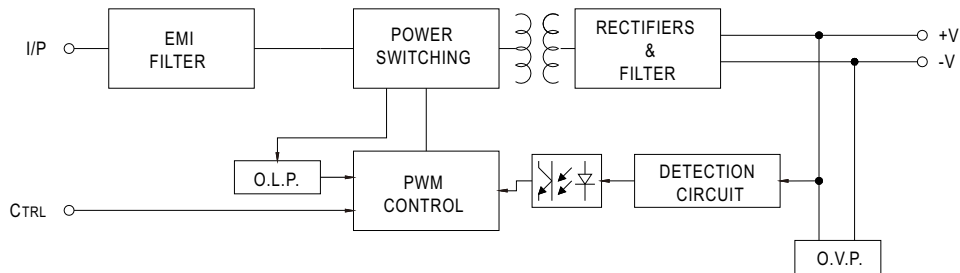 I/P
EMI
FILTER
POWER
SWITCHING
RECTIFIERS
&
FILTER
+V
-V
O.L.P.
PWM
CONTROL
DETECTION
CIRCUIT
CTRL
O.V.P.